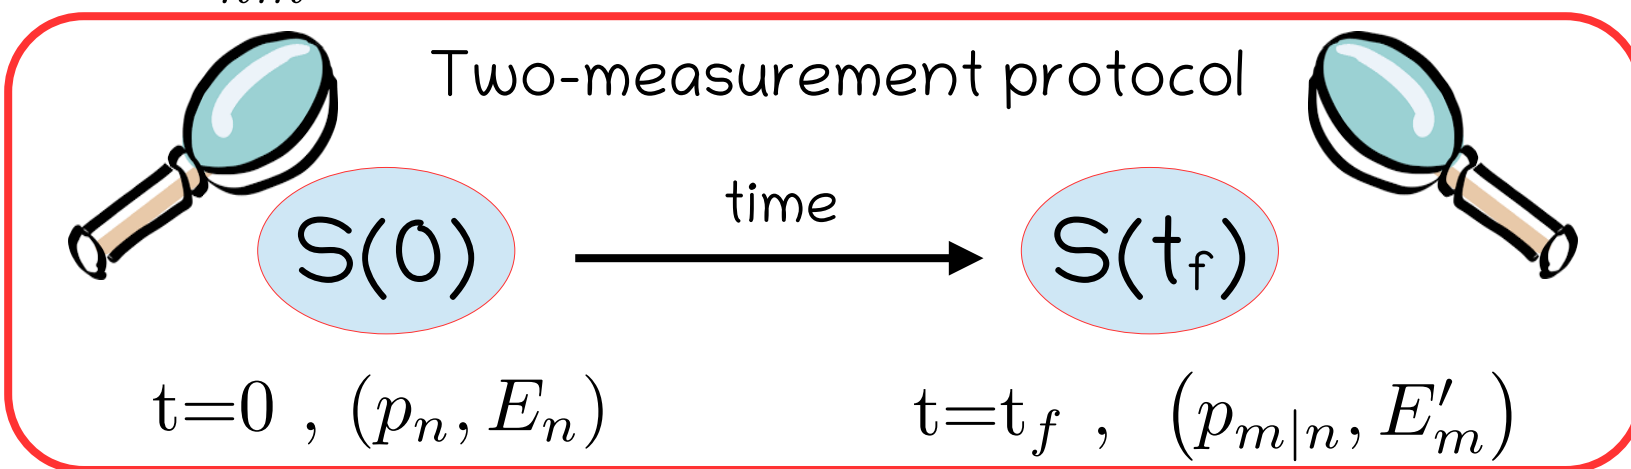 Two-measurement protocol
time
S(0)
S(t_f)
t=0 , (p_n, E_n)
t=t_f , (p_{m|n}, E'_m)